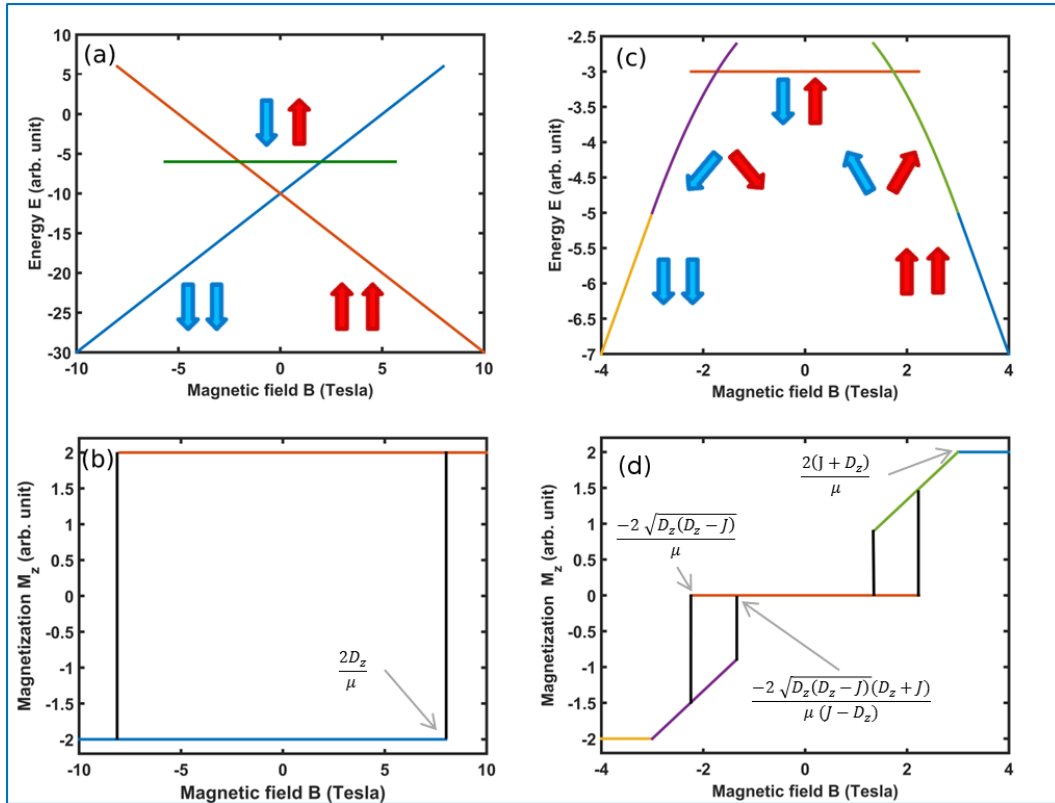 (a)
Energy E (arb. unit)
10
5
0
-5
-10
-15
-20
-25
-30
-10 -5 0 5 10
Magnetic field B (Tesla)
(c)
Energy E (arb. unit)
-2.5
-3
-3.5
-4
-4.5
-5
-5.5
-6
-6.5
-7
-4 -2 0 2 4
Magnetic field B (Tesla)
(b)
Magnetization M_z (arb. unit)
2
1.5
1
0.5
0
-0.5
-1
-1.5
-2
2D_z
μ
-10 -5 0 5 10
Magnetic field B (Tesla)
(d)
Magnetization M_z (arb. unit)
2
1.5
1
0.5
0
-0.5
-1
-1.5
-2
2(J + D_z)
μ
-2 √D_z(D_z − J)
μ
-2 √D_z(D_z − J)(D_z + J)
μ (J − D_z)
-4 -2 0 2 4
Magnetic field B (Tesla)